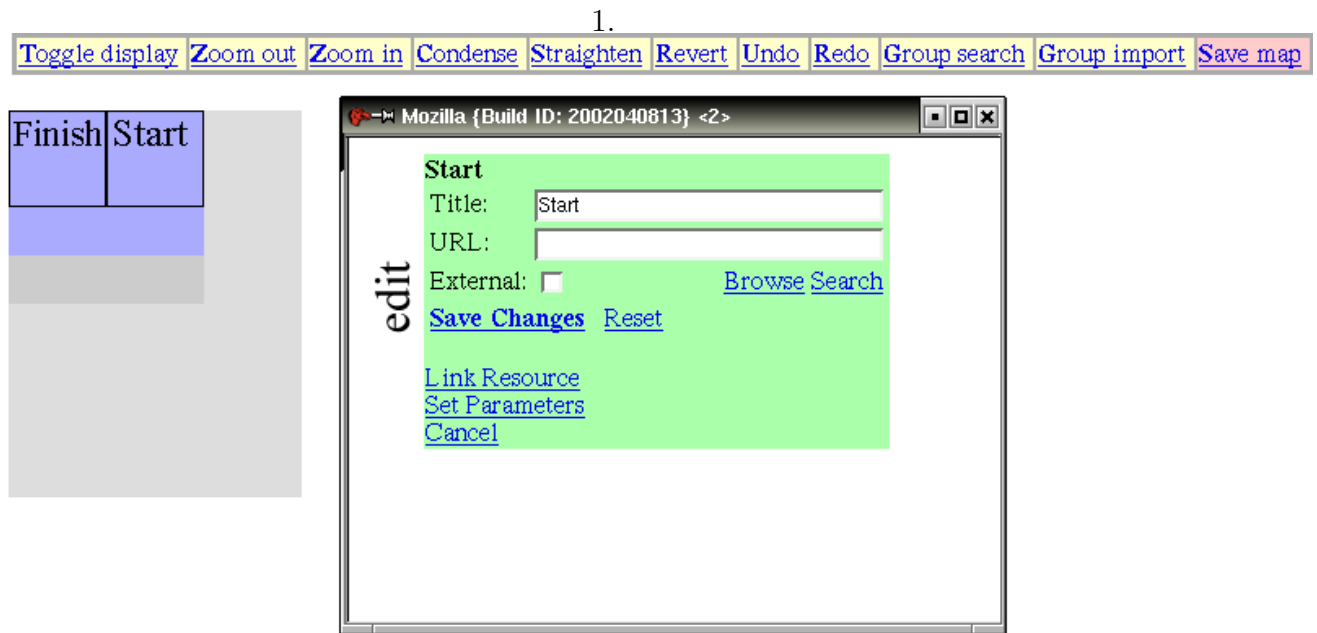 1.
Toggle display Zoom out Zoom in Condense Straighten Revert Undo Redo Group search Group import Save map
Finish Start
Mozilla {Build ID: 2002040813} <2>
edit
Start
Title: Start
URL:
External: Browse Search
Save Changes Reset
Link Resource
Set Parameters
Cancel